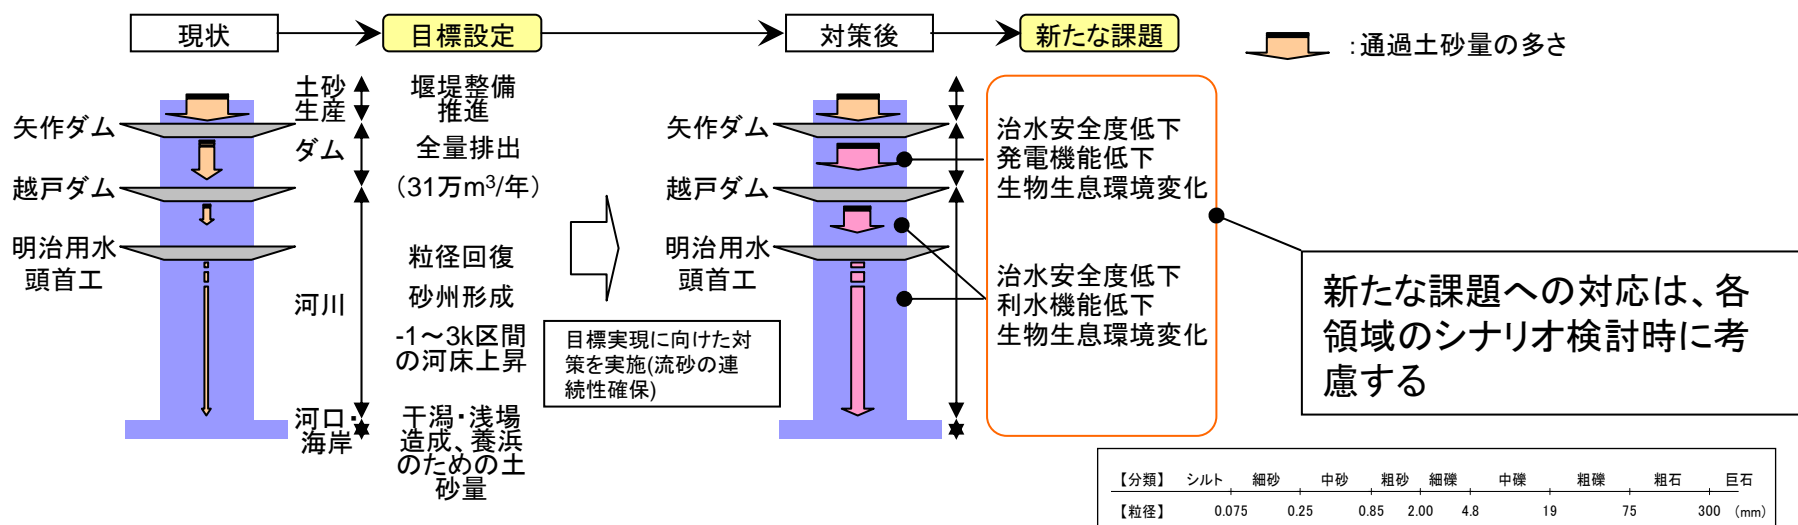 現状
目標設定
対策後
新たな課題
：通過土砂量の多さ
矢作ダム
越戸ダム
明治用水
頭首工
土砂
生産
ダム
河川
河口・
海岸
堰堤整備
推進
全量排出
（31万m³/年）
粒径回復
砂州形成
-1～3k区間
の河床上昇
干潟・浅場
造成、養浜
のための土
砂量
目標実現に向けた対
策を実施(流砂の連
続性確保)
矢作ダム
越戸ダム
明治用水
頭首工
治水安全度低下
発電機能低下
生物生息環境変化
治水安全度低下
利水機能低下
生物生息環境変化
新たな課題への対応は、各
領域のシナリオ検討時に考
慮する
【分類】 シルト 細砂 中砂 粗砂 細礫 中礫 粗礫 粗石 巨石
【粒径】 0.075 0.25 0.85 2.00 4.8 19 75 300 (mm)